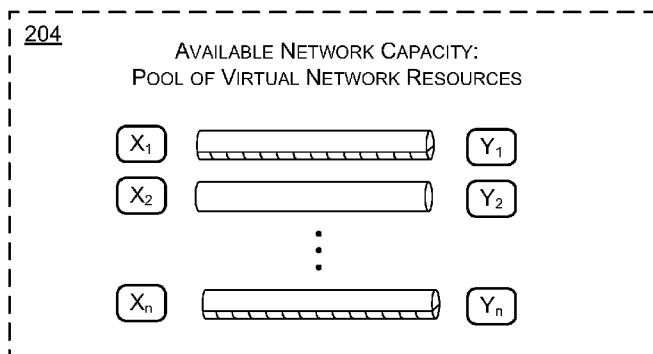 204
AVAILABLE NETWORK CAPACITY:
POOL OF VIRTUAL NETWORK RESOURCES
X₁ Y₁
X₂ Y₂
Xₙ Yₙ